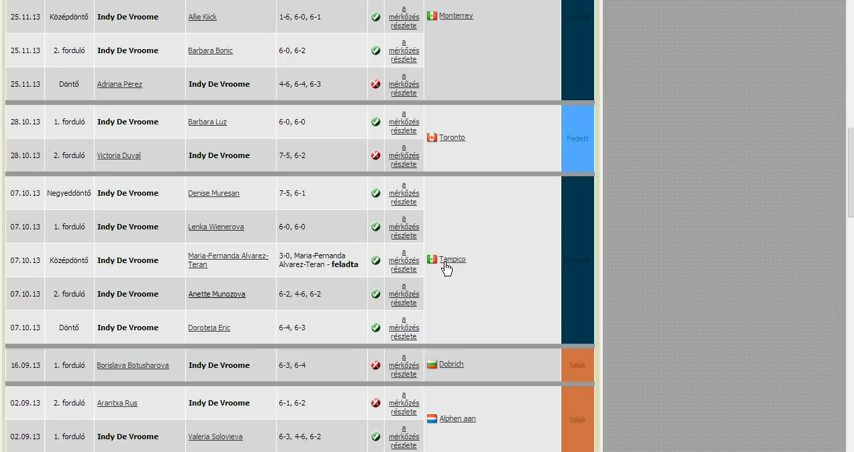 25.11.13 Középdöntő Indy De Vroome Allie Kiick 1-6, 6-0, 6-1 a mérkőzés részlete Monterrey
25.11.13 2. forduló Indy De Vroome Barbara Bonic 6-0, 6-2 a mérkőzés részlete
25.11.13 Döntő Adriana Perez Indy De Vroome 4-6, 6-4, 6-3 a mérkőzés részlete
28.10.13 1. forduló Indy De Vroome Barbara Luz 6-0, 6-0 a mérkőzés részlete
Toronto Fedett
28.10.13 2. forduló Victoria Duval Indy De Vroome 7-5, 6-2 a mérkőzés részlete
07.10.13 Negyeddöntő Indy De Vroome Denise Muresan 7-5, 6-1 a mérkőzés részlete
07.10.13 1. forduló Indy De Vroome Lenka Wienerova 6-0, 6-0 a mérkőzés részlete
07.10.13 Középdöntő Indy De Vroome Maria-Fernanda Alvarez-Teran 3-0, Maria-Fernanda Alvarez-Teran - feladta a mérkőzés részlete Tampico
07.10.13 2. forduló Indy De Vroome Anette Munozova 6-2, 4-6, 6-2 a mérkőzés részlete
07.10.13 Döntő Indy De Vroome Dorotela Eric 6-4, 6-3 a mérkőzés részlete
16.09.13 1. forduló Borislava Botusharova Indy De Vroome 6-3, 6-4 a mérkőzés részlete Dobrich Salak
02.09.13 2. forduló Arantxa Rus Indy De Vroome 6-1, 6-2 a mérkőzés részlete
Alphen aan Salak
02.09.13 1. forduló Indy De Vroome Valeria Solovieva 6-3, 4-6, 6-2 a mérkőzés részlete